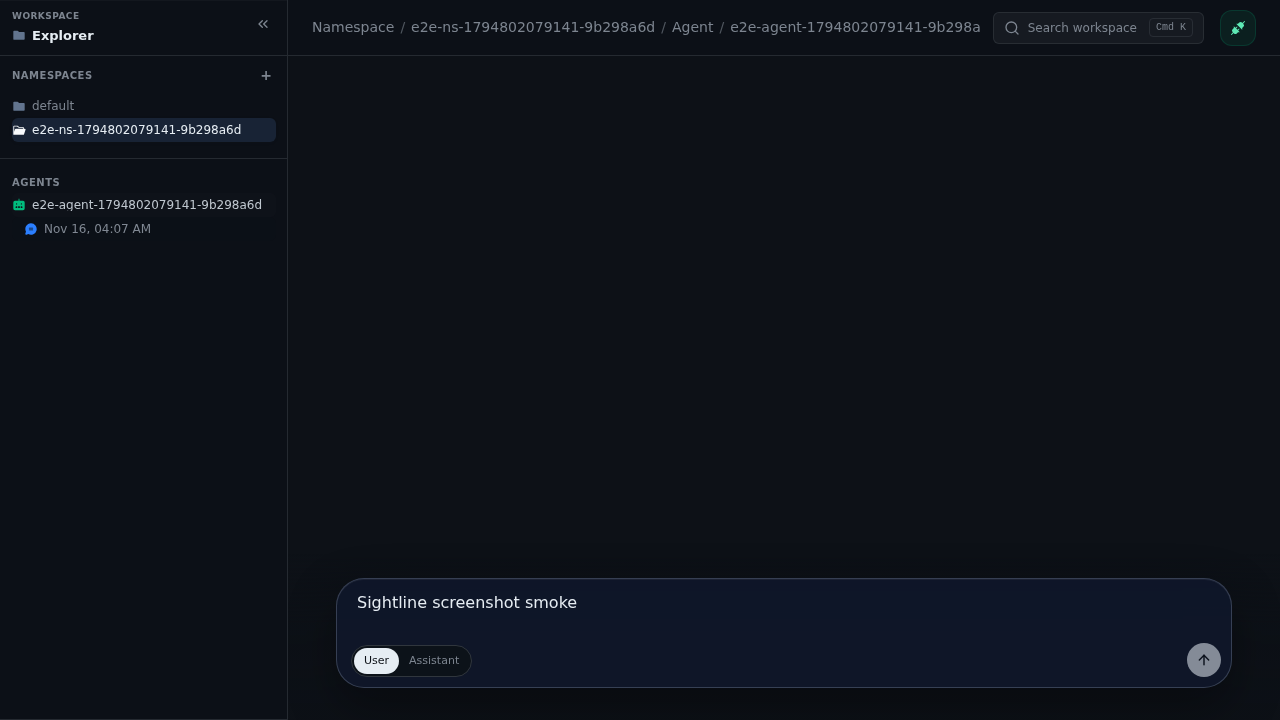 WORKSPACE
Explorer
NAMESPACES
default
e2e-ns-1794802079141-9b298a6d
AGENTS
e2e-agent-1794802079141-9b298a6d
Nov 16, 04:07 AM
Namespace / e2e-ns-1794802079141-9b298a6d / Agent / e2e-agent-1794802079141-9b298a
Search workspace Cmd K
Sightline screenshot smoke
User Assistant